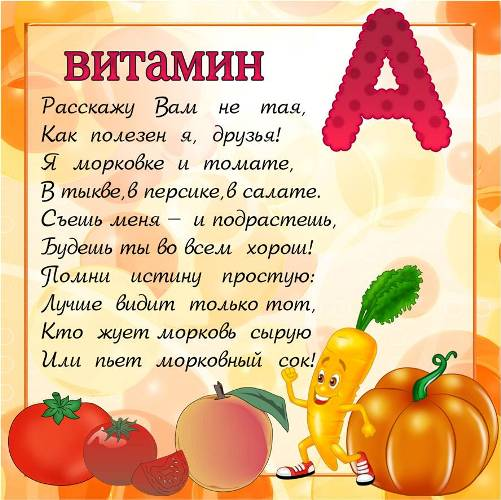 ВИТАМИН А
Расскажу Вам не тая,
Как полезен я, друзья!
Я морковке и томате,
В тыкве,в персике,в салате.
Съешь меня – и подрастешь,
Будешь ты во всем хорош!
Помни истину простую:
Лучше видит только тот,
Кто жует морковь сырую
Или пьет морковный сок!